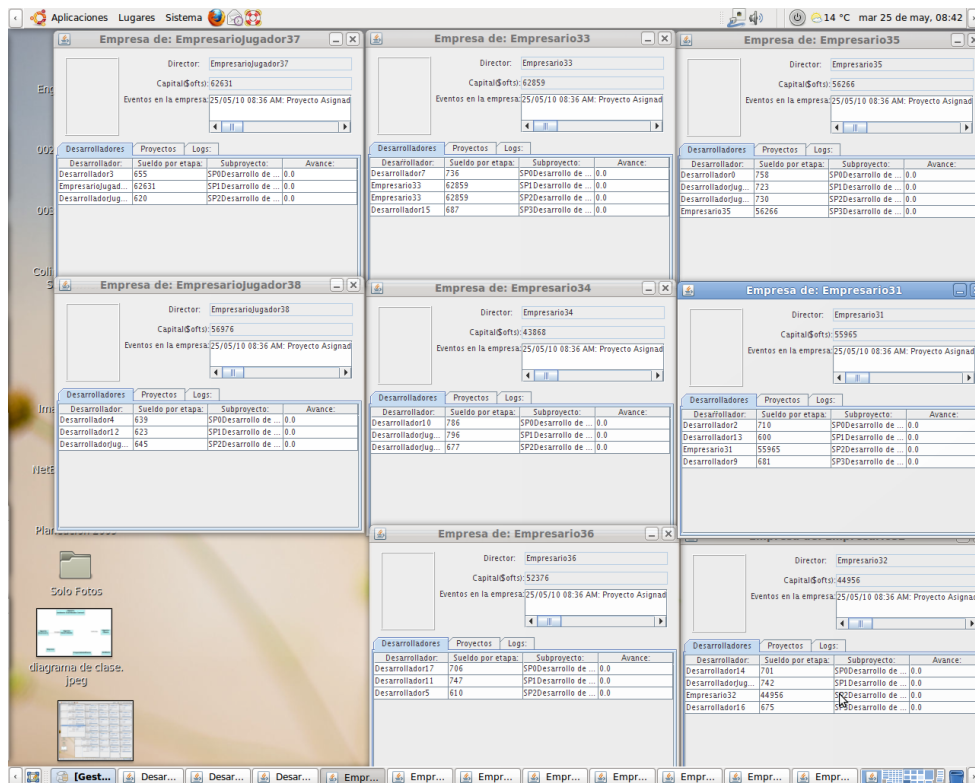 Aplicaciones Lugares Sistema 14 °C mar 25 de may, 08:42
Empresa de: EmpresarioJugador37
Director: EmpresarioJugador37
Capital($ofts): 62631
Eventos en la empresa: 25/05/10 08:36 AM: Proyecto Asignad
Desarrolladores Proyectos Logs:
Desarrollador: Sueldo por etapa: Subproyecto: Avance:
Desarrollador3 655 SP0Desarrollo de ... 0.0
EmpresarioJugad... 62631 SP1Desarrollo de ... 0.0
DesarrolladorJug... 620 SP2Desarrollo de ... 0.0
Empresa de: Empresario33
Director: Empresario33
Capital($ofts): 62859
Eventos en la empresa: 25/05/10 08:36 AM: Proyecto Asignad
Desarrolladores Proyectos Logs:
Desarrollador: Sueldo por etapa: Subproyecto: Avance:
Desarrollador7 736 SP0Desarrollo de ... 0.0
Empresario33 62859 SP1Desarrollo de ... 0.0
Empresario33 62859 SP2Desarrollo de ... 0.0
Desarrollador15 687 SP3Desarrollo de ... 0.0
Empresa de: Empresario35
Director: Empresario35
Capital($ofts): 56266
Eventos en la empresa: 25/05/10 08:36 AM: Proyecto Asignad
Desarrolladores Proyectos Logs:
Desarrollador: Sueldo por etapa: Subproyecto: Avance:
Desarrollador0 758 SP0Desarrollo de ... 0.0
DesarrolladorJug... 723 SP1Desarrollo de ... 0.0
DesarrolladorJug... 730 SP2Desarrollo de ... 0.0
Empresario35 56266 SP3Desarrollo de ... 0.0
Empresa de: EmpresarioJugador38
Director: EmpresarioJugador38
Capital($ofts): 56976
Eventos en la empresa: 25/05/10 08:36 AM: Proyecto Asignad
Desarrolladores Proyectos Logs:
Desarrollador: Sueldo por etapa: Subproyecto: Avance:
Desarrollador4 639 SP0Desarrollo de ... 0.0
Desarrollador12 623 SP1Desarrollo de ... 0.0
DesarrolladorJug... 645 SP2Desarrollo de ... 0.0
Empresa de: Empresario34
Director: Empresario34
Capital($ofts): 43868
Eventos en la empresa: 25/05/10 08:36 AM: Proyecto Asignad
Desarrolladores Proyectos Logs:
Desarrollador: Sueldo por etapa: Subproyecto: Avance:
Desarrollador10 786 SP0Desarrollo de ... 0.0
DesarrolladorJug... 796 SP1Desarrollo de ... 0.0
DesarrolladorJug... 677 SP2Desarrollo de ... 0.0
Empresa de: Empresario31
Director: Empresario31
Capital($ofts): 55965
Eventos en la empresa: 25/05/10 08:36 AM: Proyecto Asignad
Desarrolladores Proyectos Logs:
Desarrollador: Sueldo por etapa: Subproyecto: Avance:
Desarrollador2 710 SP0Desarrollo de ... 0.0
Desarrollador13 600 SP1Desarrollo de ... 0.0
Empresario31 55965 SP2Desarrollo de ... 0.0
Desarrollador9 681 SP3Desarrollo de ... 0.0
Empresa de: Empresario36
Director: Empresario36
Capital($ofts): 52376
Eventos en la empresa: 25/05/10 08:36 AM: Proyecto Asignad
Desarrolladores Proyectos Logs:
Desarrollador: Sueldo por etapa: Subproyecto: Avance:
Desarrollador17 706 SP0Desarrollo de ... 0.0
Desarrollador11 747 SP1Desarrollo de ... 0.0
Desarrollador5 610 SP2Desarrollo de ... 0.0
Director: Empresario32
Capital($ofts): 44956
Eventos en la empresa: 25/05/10 08:36 AM: Proyecto Asignad
Desarrolladores Proyectos Logs:
Desarrollador: Sueldo por etapa: Subproyecto: Avance:
Desarrollador14 701 SP0Desarrollo de ... 0.0
DesarrolladorJug... 742 SP1Desarrollo de ... 0.0
Empresario32 44956 SP2Desarrollo de ... 0.0
Desarrollador16 675 SP3Desarrollo de ... 0.0
Solo Fotos
diagrama de clase.
jpeg
[Gest... Desar... Desar... Desar... Empr... Empr... Empr... Empr... Empr... Empr... Empr... Empr...